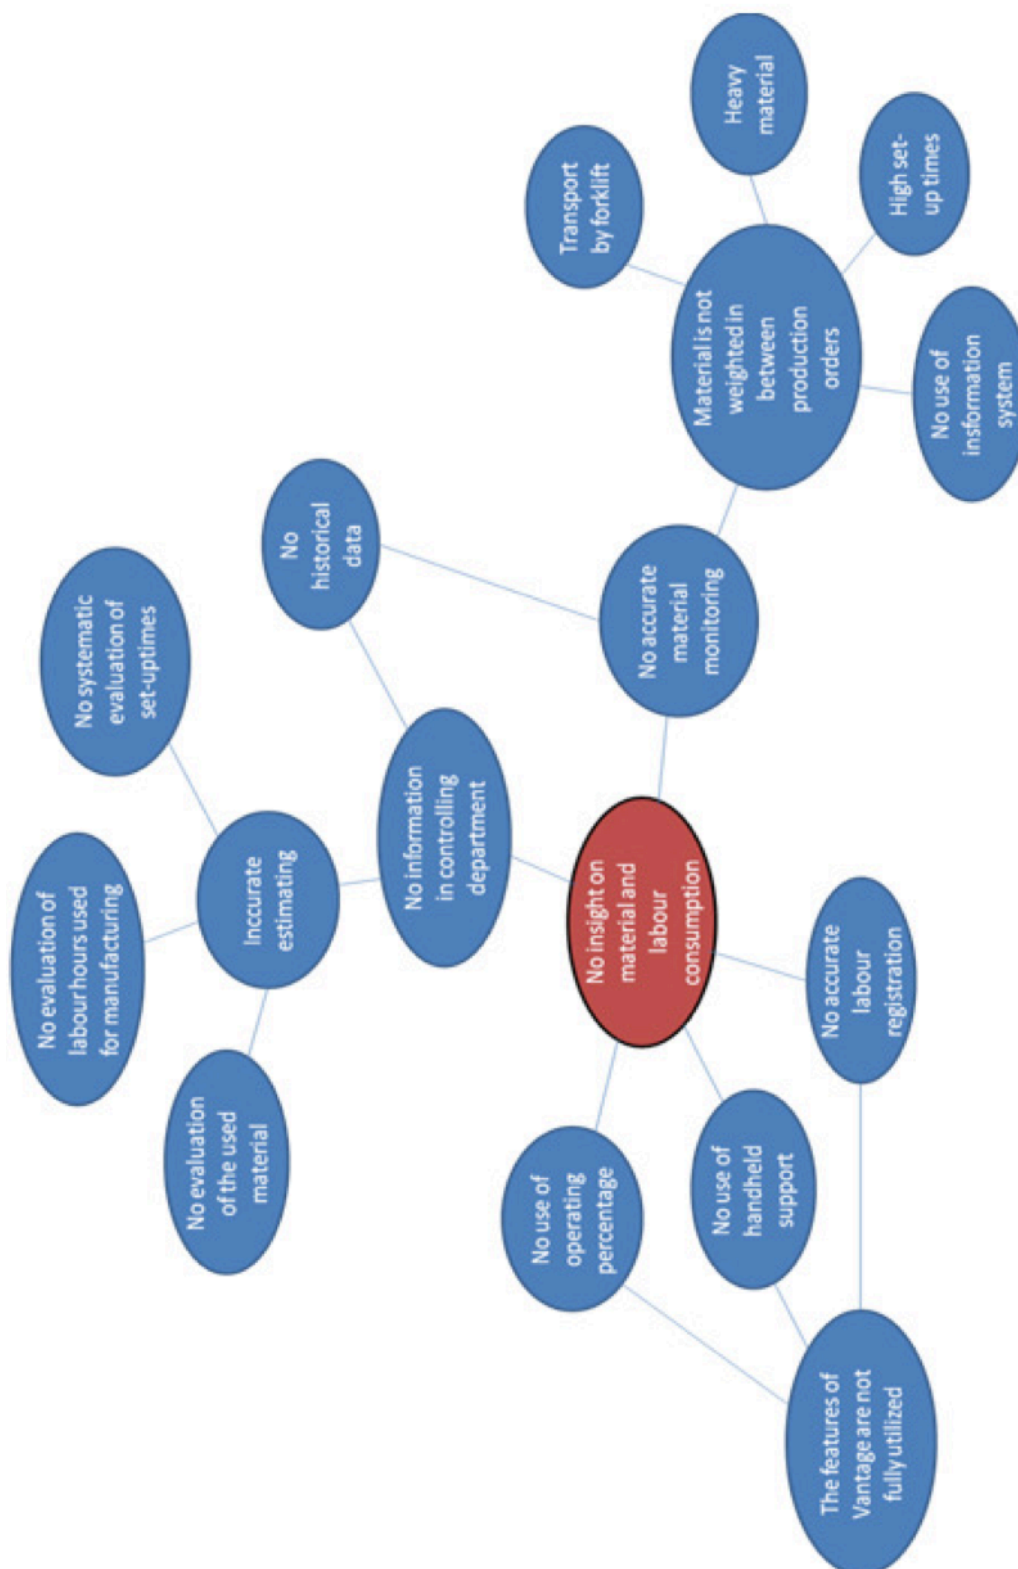 No evaluation of
labour hours used
for manufacturing
No systematic
evaluation of
set-uptimes
No evaluation
of the used
material
Inccurate
estimating
No
historical
data
No information
in controlling
department
Transport
by forklift
Heavy
material
No use of
operating
percentage
No insight on
material and
labour
consumption
No accurate
material
monitoring
Material is not
weighted in
between
production
orders
High set-
up times
No use of
handheld
support
No accurate
labour
registration
No use of
insformation
system
The features of
Vantage are not
fully utilized